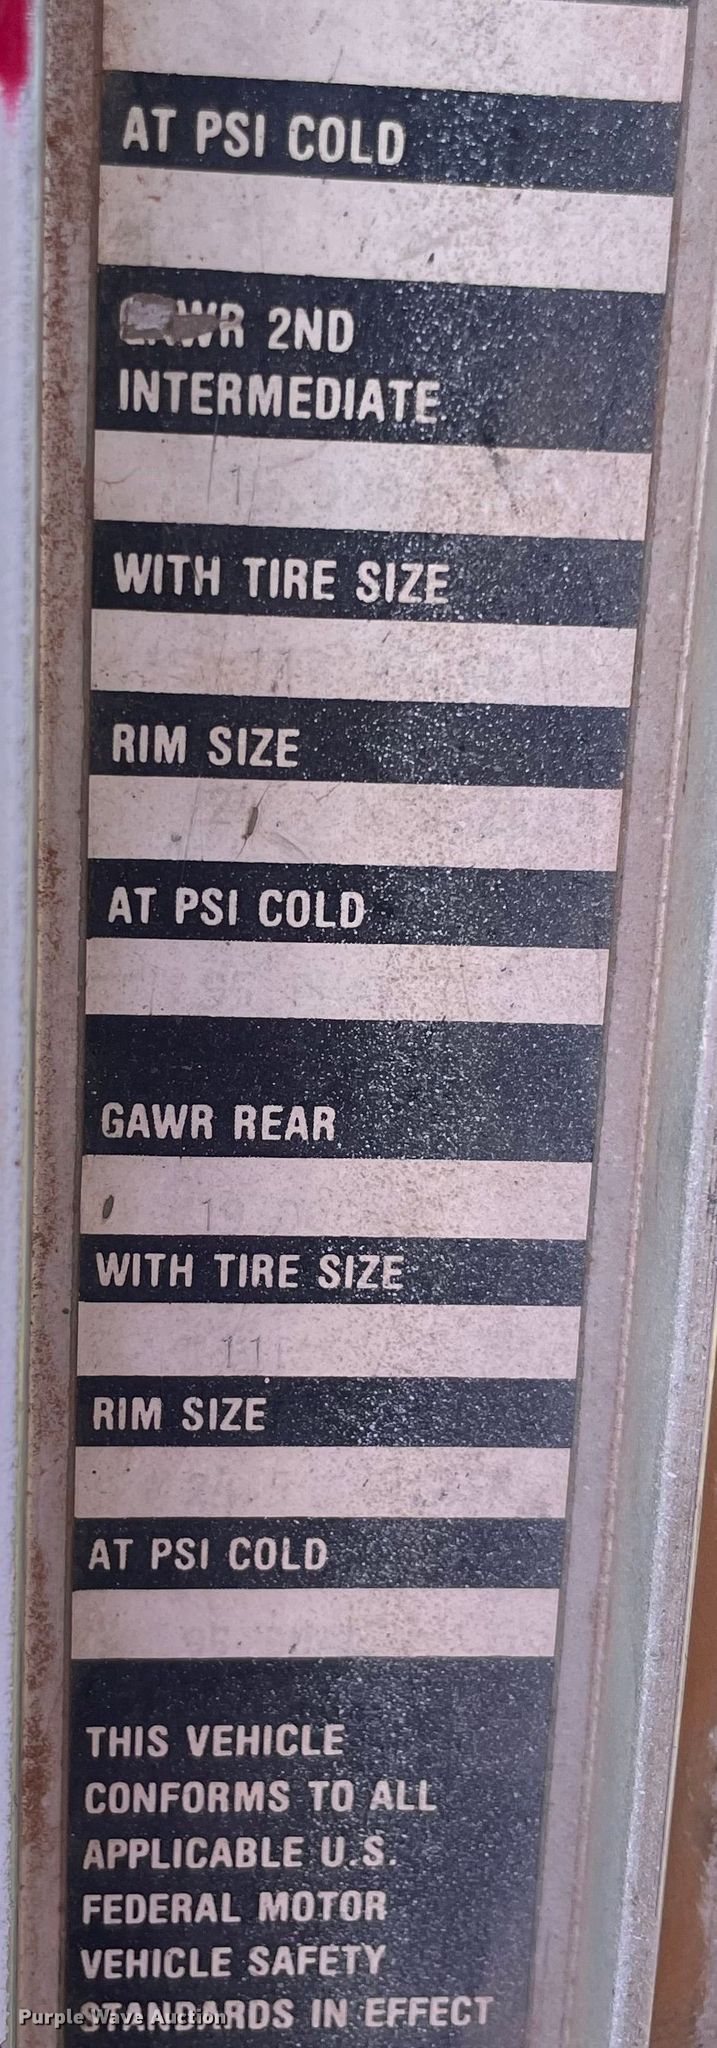 AT PSI COLD
GAWR 2ND
INTERMEDIATE
WITH TIRE SIZE
RIM SIZE
AT PSI COLD
GAWR REAR
WITH TIRE SIZE
RIM SIZE
AT PSI COLD
THIS VEHICLE
CONFORMS TO ALL
APPLICABLE U.S.
FEDERAL MOTOR
VEHICLE SAFETY
STANDARDS IN EFFECT
Purple Wave Auction